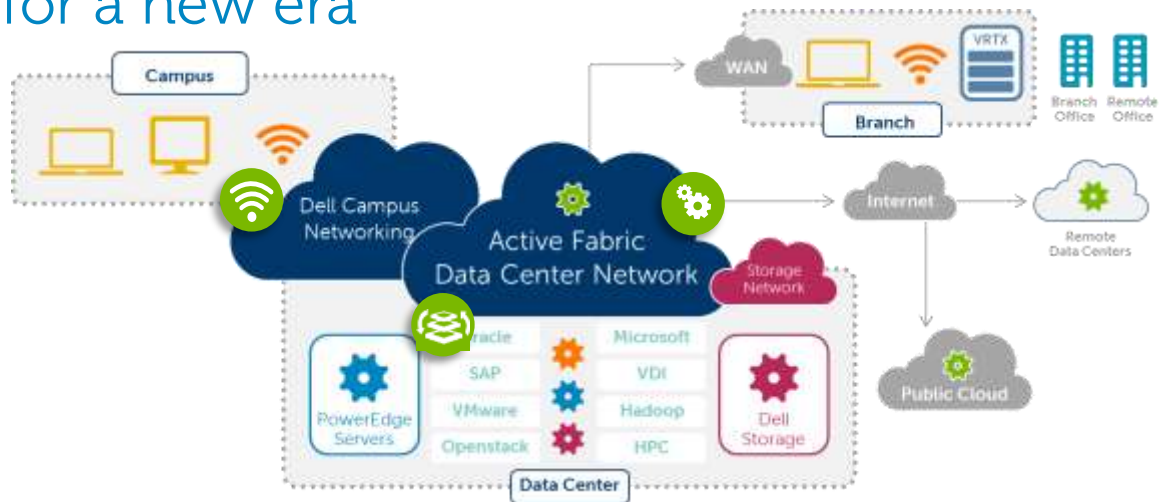 for a new era
Campus
WAN
VRTX
Branch
Office
Remote
Office
Branch
Dell Campus
Networking
Active Fabric
Data Center Network
Internet
Remote
Data Centers
Storage
Network
Public Cloud
PowerEdge
Servers
racle
Microsoft
SAP
VDI
VMware
Hadoop
Openstack
HPC
Dell
Storage
Data Center